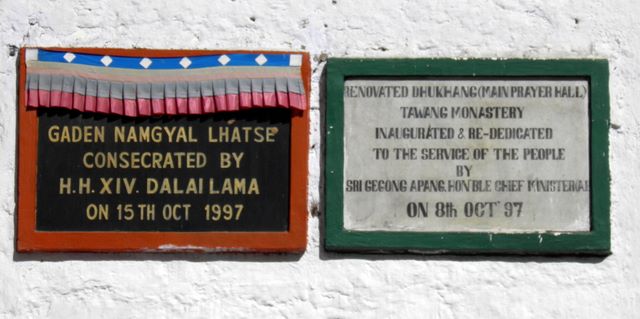 GADEN NAMGYAL LHATSE
CONSECRATED BY
H.H. XIV. DALAI LAMA
ON 15TH OCT 1997
RENOVATED DHUKHANG (MAIN PRAYER HALL)
TAWANG MONASTERY
INAUGURATED & RE-DEDICATED
TO THE SERVICE OF THE PEOPLE
BY
SRI GEGONG APANG. HON'BLE CHIEF MINISTER (A)
ON 8th OCT' 97